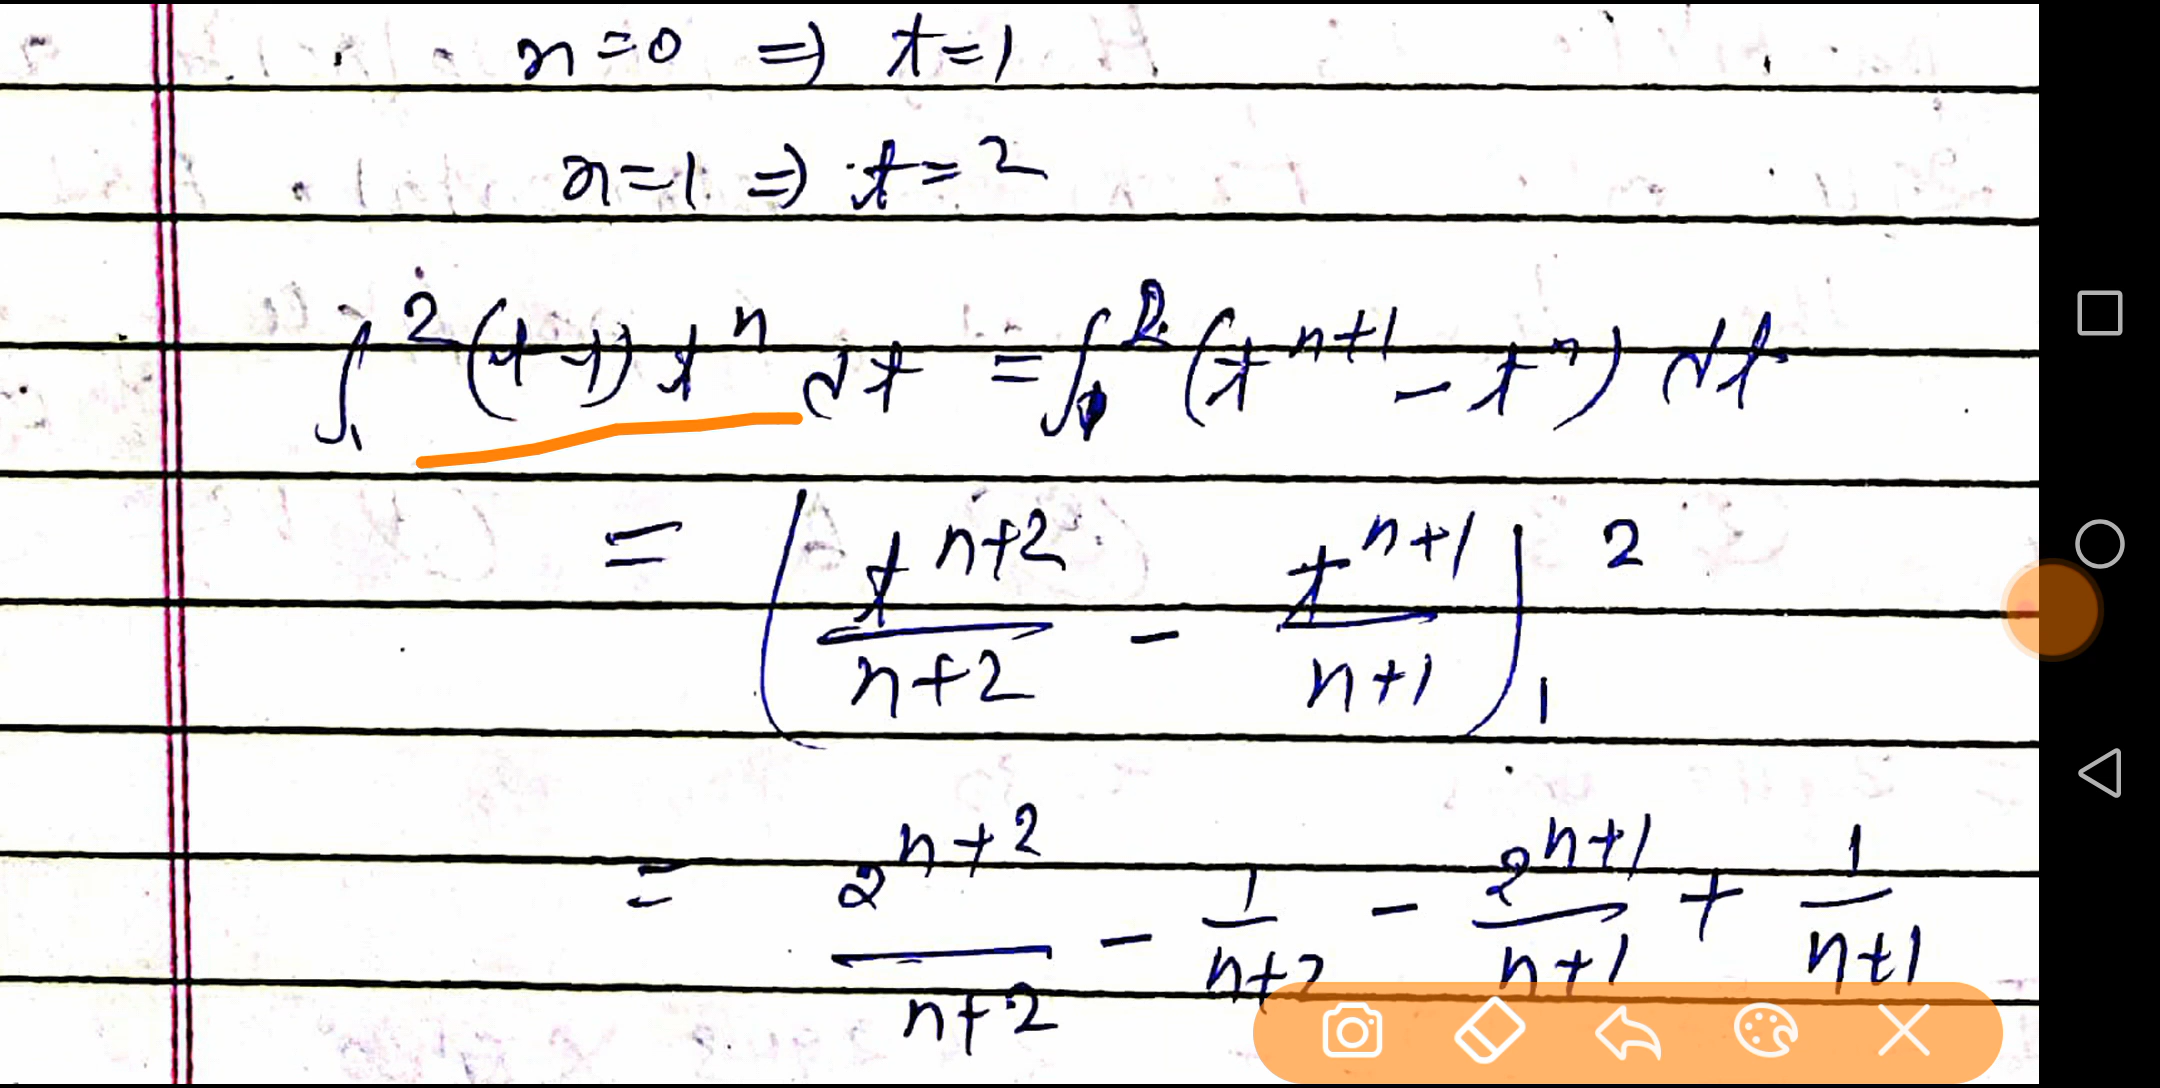 x=0 ⇒ t=1
x=1 ⇒ t=2
∫₁² (t-1) tⁿ dt = ∫₁² (tⁿ⁺¹ - tⁿ) dt
= (tⁿ⁺²/n+2 - tⁿ⁺¹/n+1)₁²
= 2ⁿ⁺²/n+2 - 1/n+2 - 2ⁿ⁺¹/n+1 + 1/n+1